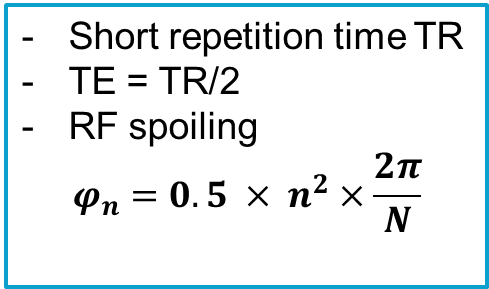 - Short repetition time TR
- TE = TR/2
- RF spoiling
φₙ = 0.5 × n² × 2π/N